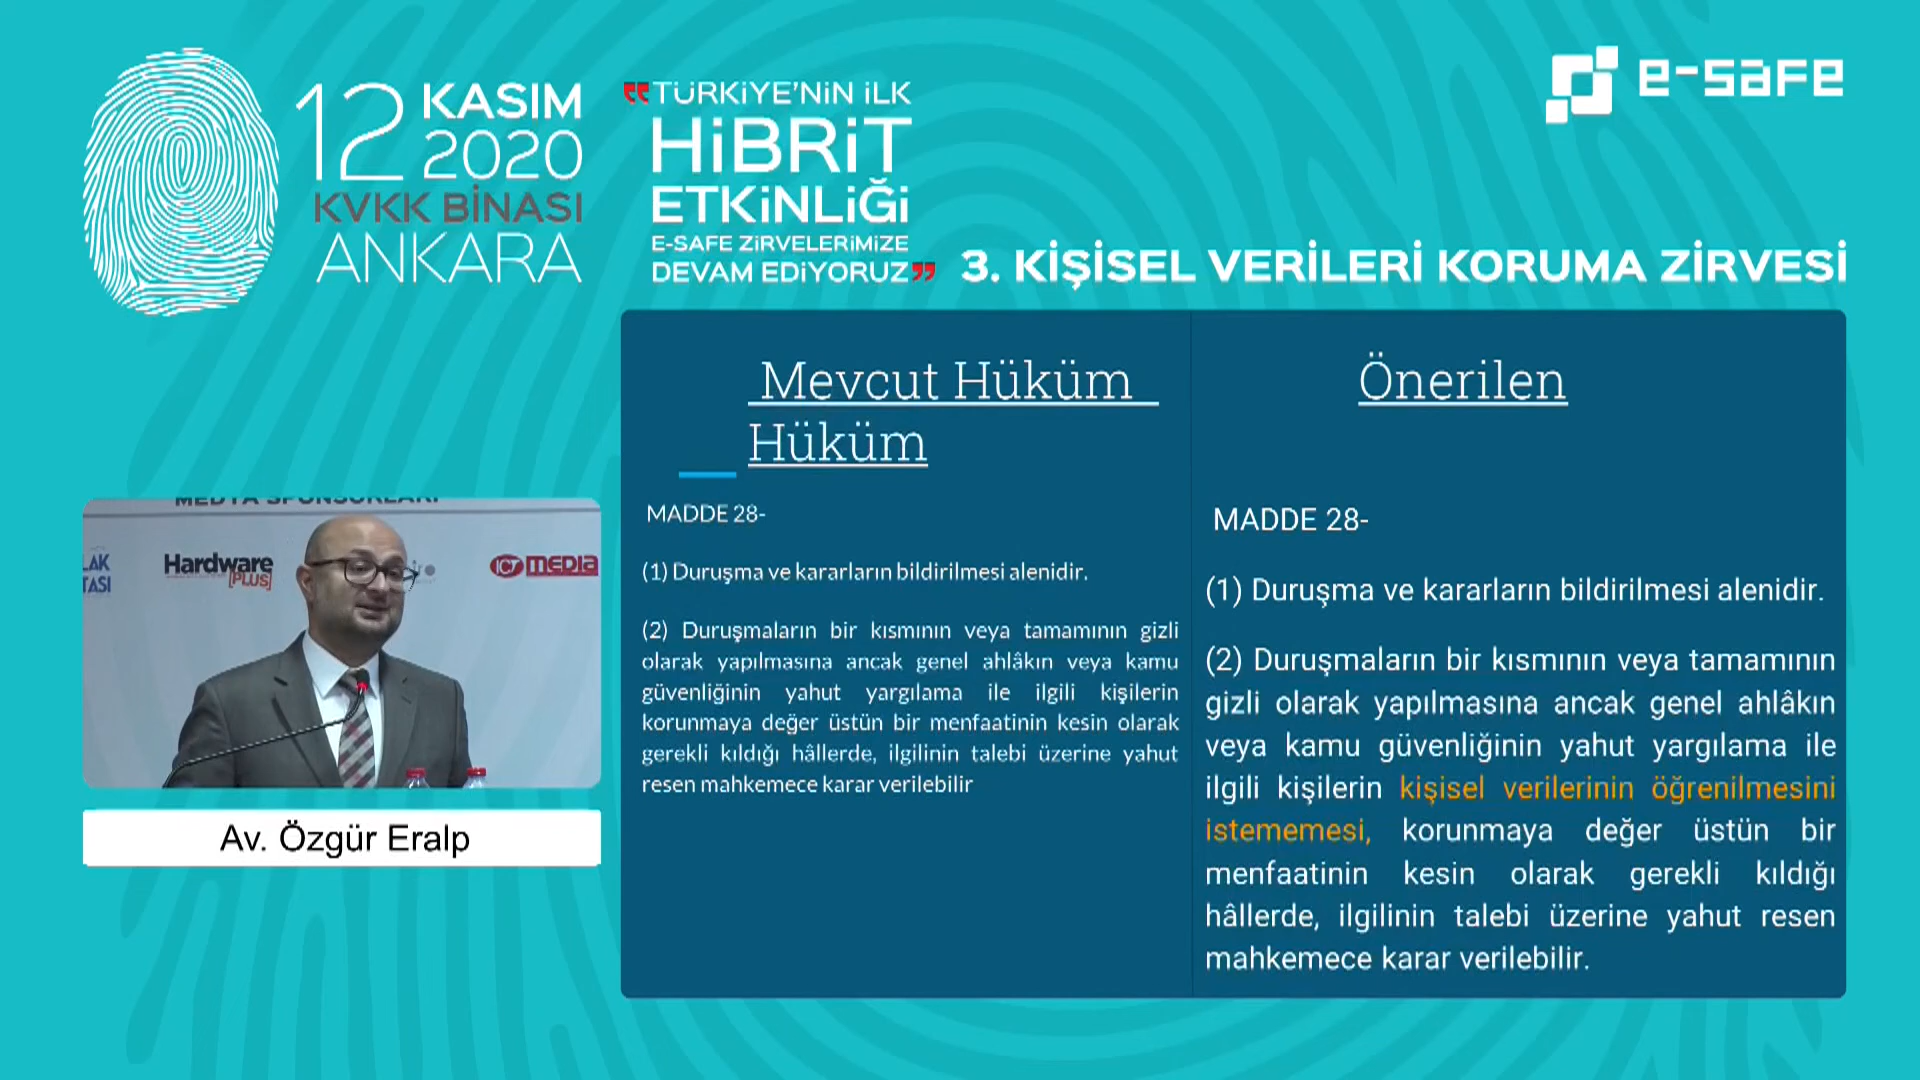 12 KASIM
2020
KVKK BİNASI
ANKARA
"TÜRKİYE'NİN İLK
HİBRİT
ETKİNLİĞİ
E-SAFE ZİRVELERİMİZE
DEVAM EDİYORUZ"
e-safe
3. KİŞİSEL VERİLERİ KORUMA ZİRVESİ
Mevcut Hüküm
Hüküm
MADDE 28-
(1) Duruşma ve kararların bildirilmesi alenidir.
(2) Duruşmaların bir kısmının veya tamamının gizli
olarak yapılmasına ancak genel ahlâkın veya kamu
güvenliğinin yahut yargılama ile ilgili kişilerin
korunmaya değer üstün bir menfaatinin kesin olarak
gerekli kıldığı hâllerde, ilgilinin talebi üzerine yahut
resen mahkemece karar verilebilir
Önerilen
MADDE 28-
(1) Duruşma ve kararların bildirilmesi alenidir.
(2) Duruşmaların bir kısmının veya tamamının
gizli olarak yapılmasına ancak genel ahlâkın
veya kamu güvenliğinin yahut yargılama ile
ilgili kişilerin kişisel verilerinin öğrenilmesini
istememesi, korunmaya değer üstün bir
menfaatinin kesin olarak gerekli kıldığı
hâllerde, ilgilinin talebi üzerine yahut resen
mahkemece karar verilebilir.
MEDYA SPONSORLARI
LAK
TASI
Hardware
[PLUS]
ICT MEDIA
Av. Özgür Eralp